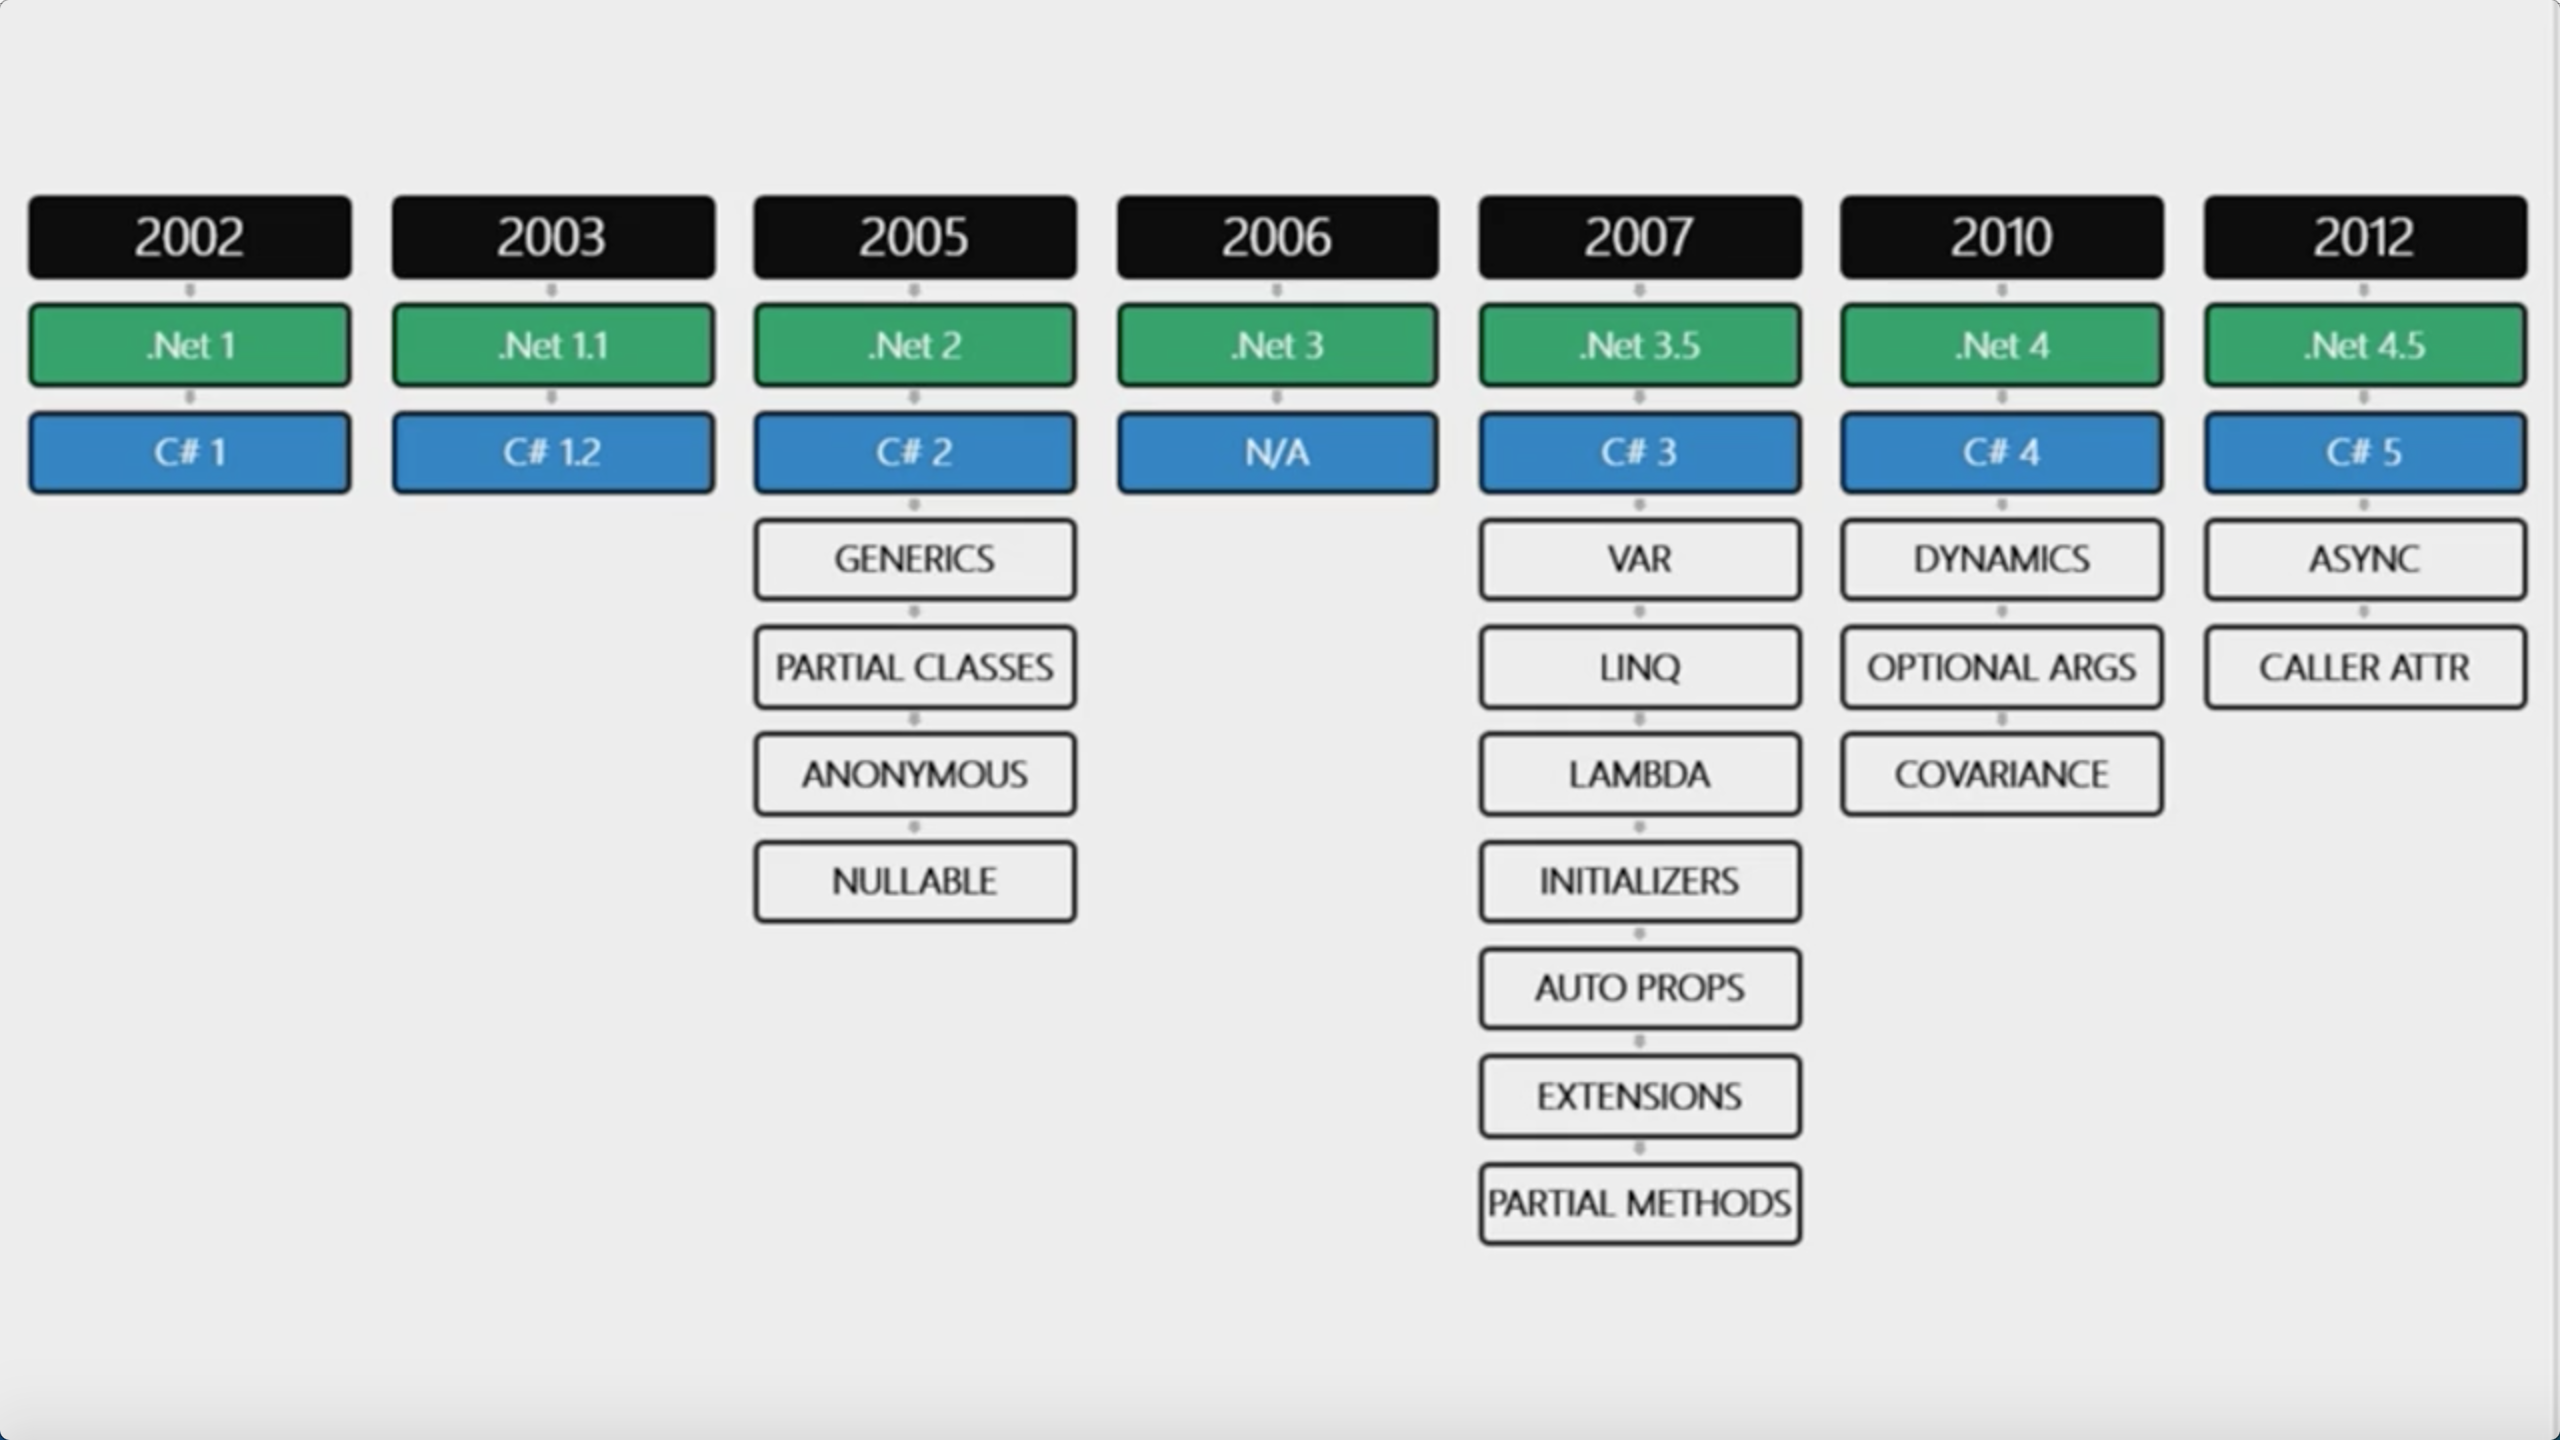 2002
2003
2005
2006
2007
2010
2012
.Net 1
.Net 1.1
.Net 2
.Net 3
.Net 3.5
.Net 4
.Net 4.5
C# 1
C# 1.2
C# 2
N/A
C# 3
C# 4
C# 5
GENERICS
VAR
DYNAMICS
ASYNC
PARTIAL CLASSES
LINQ
OPTIONAL ARGS
CALLER ATTR
ANONYMOUS
LAMBDA
COVARIANCE
NULLABLE
INITIALIZERS
AUTO PROPS
EXTENSIONS
PARTIAL METHODS